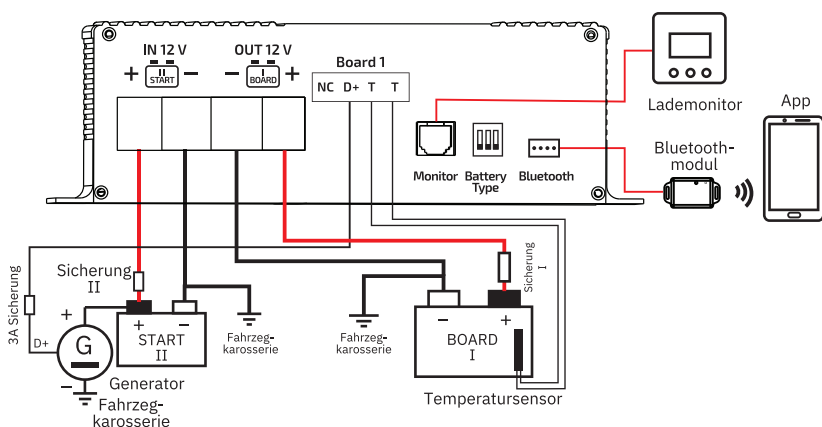 IN 12 V
OUT 12 V
+
II
START
−
−
I
BOARD
+
Board 1
NC D+ T T
Monitor
Battery
Type
Bluetooth
Lademonitor
App
Bluetooth-
modul
Sicherung
II
3A Sicherung
Sicherung
I
+
D+
G
−
+ −
START
II
Fahrzeg-
karosserie
Fahrzeg-
karosserie
− +
BOARD
I
Generator
Fahrzeg-
karosserie
Temperatursensor